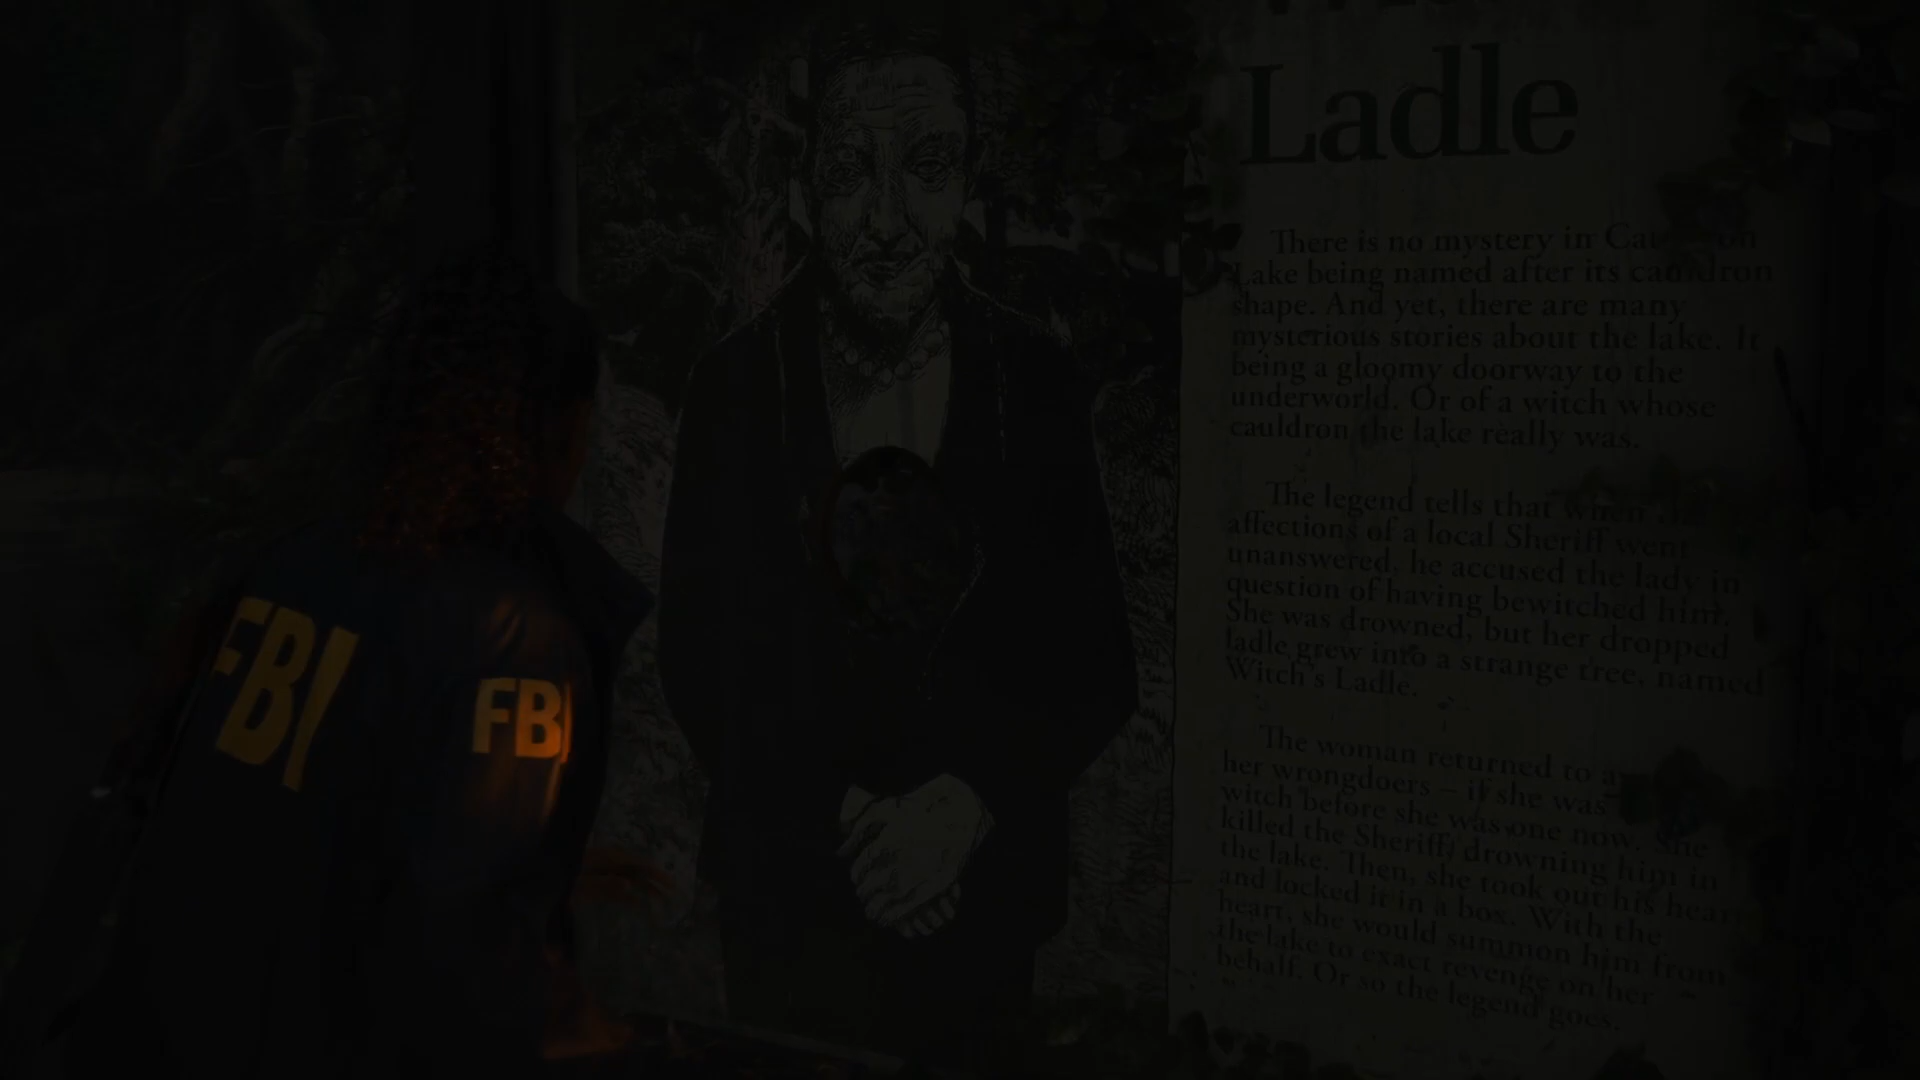 Ladle
There is no mystery in
Lake being named after its cauldron
shape. And yet, there are many
mysterious stories about the lake. It
being a gloomy doorway to the
underworld. Or of a witch whose
cauldron the lake really was.
The legend tells that when
affections of a local Sheriff went
unanswered, he accused the lady in
question of having bewitched him.
She was drowned, but her dropped
ladle grew into a strange tree, named
Witch's Ladle.
The woman returned to
her wrongdoers – if she was
witch before she was one now. She
killed the Sheriff, drowning him in
the lake. Then, she took out his heart
and locked it in a box. With the
heart, she would summon him from
the lake to exact revenge on her
behalf. Or so the legend goes.
FBI
FBI